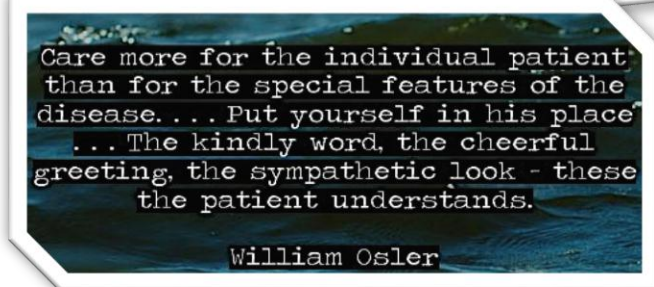 Care more for the individual patient
than for the special features of the
disease. . . . Put yourself in his place
. . . The kindly word, the cheerful
greeting, the sympathetic look - these
the patient understands.
William Osler